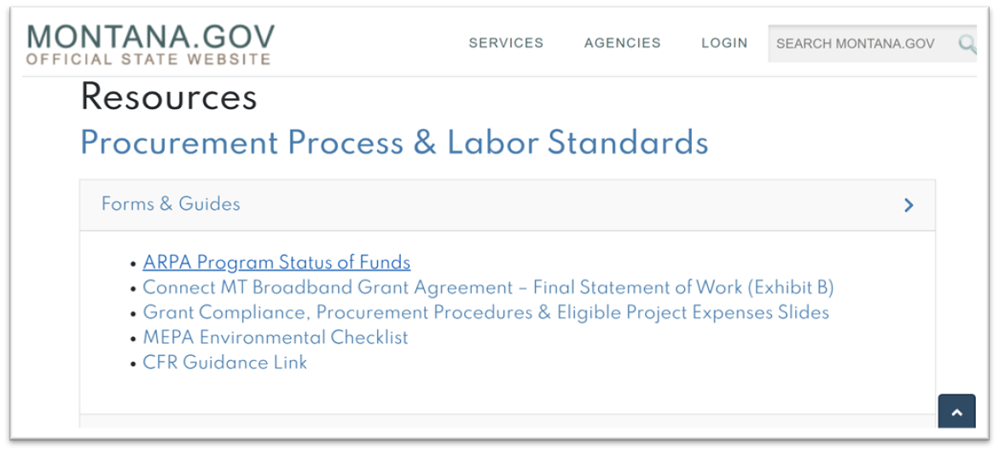 MONTANA.GOV
OFFICIAL STATE WEBSITE
SERVICES AGENCIES LOGIN SEARCH MONTANA.GOV
Resources
Procurement Process & Labor Standards
Forms & Guides
• ARPA Program Status of Funds
• Connect MT Broadband Grant Agreement – Final Statement of Work (Exhibit B)
• Grant Compliance, Procurement Procedures & Eligible Project Expenses Slides
• MEPA Environmental Checklist
• CFR Guidance Link